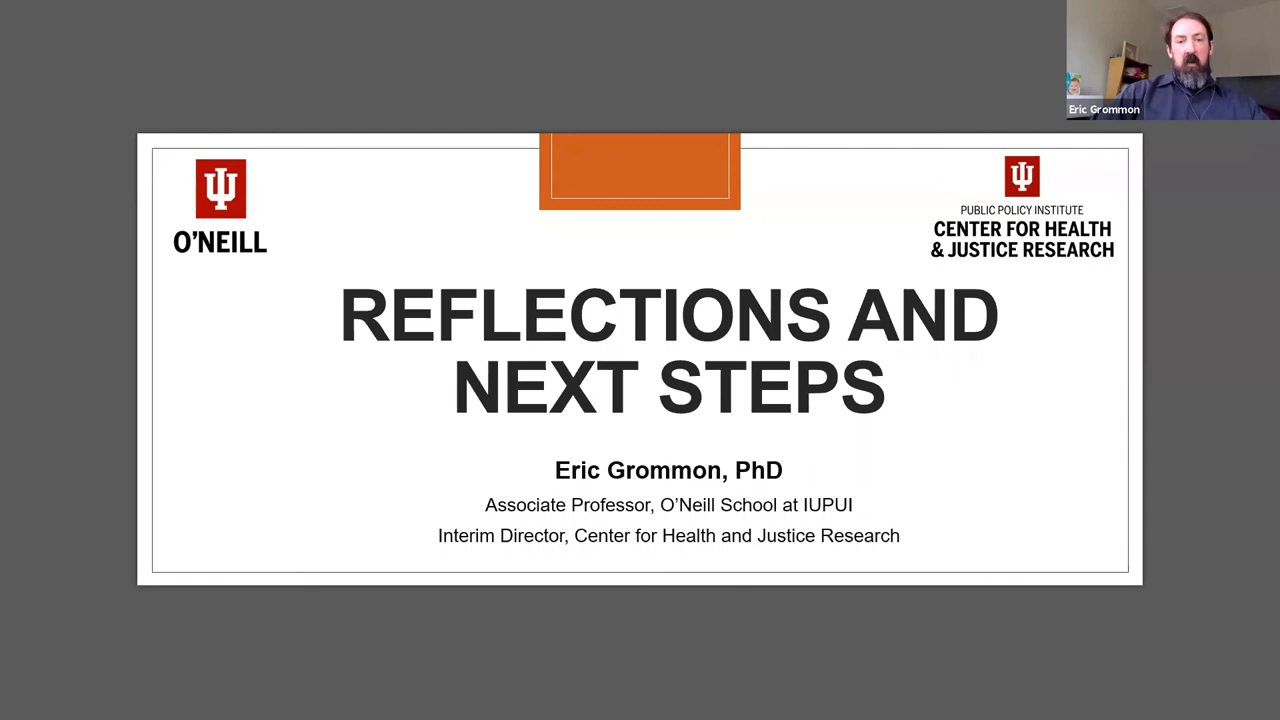 Eric Grommon
O'NEILL
PUBLIC POLICY INSTITUTE
CENTER FOR HEALTH
& JUSTICE RESEARCH
REFLECTIONS AND
NEXT STEPS
Eric Grommon, PhD
Associate Professor, O'Neill School at IUPUI
Interim Director, Center for Health and Justice Research